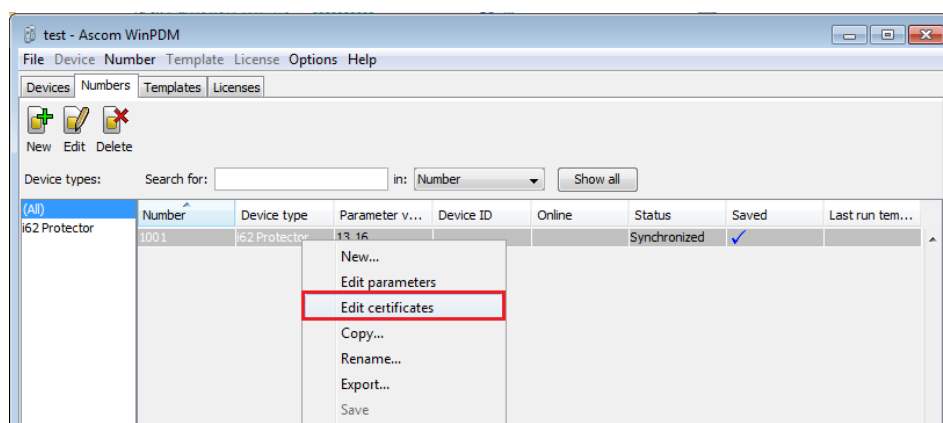 test - Ascom WinPDM
File Device Number Template License Options Help
Devices Numbers Templates Licenses
New Edit Delete
Device types: Search for: in: Number Show all
(All) Number Device type Parameter v... Device ID Online Status Saved Last run tem...
i62 Protector 1001 i62 Protector 13.16 Synchronized
New...
Edit parameters
Edit certificates
Copy...
Rename...
Export...
Save